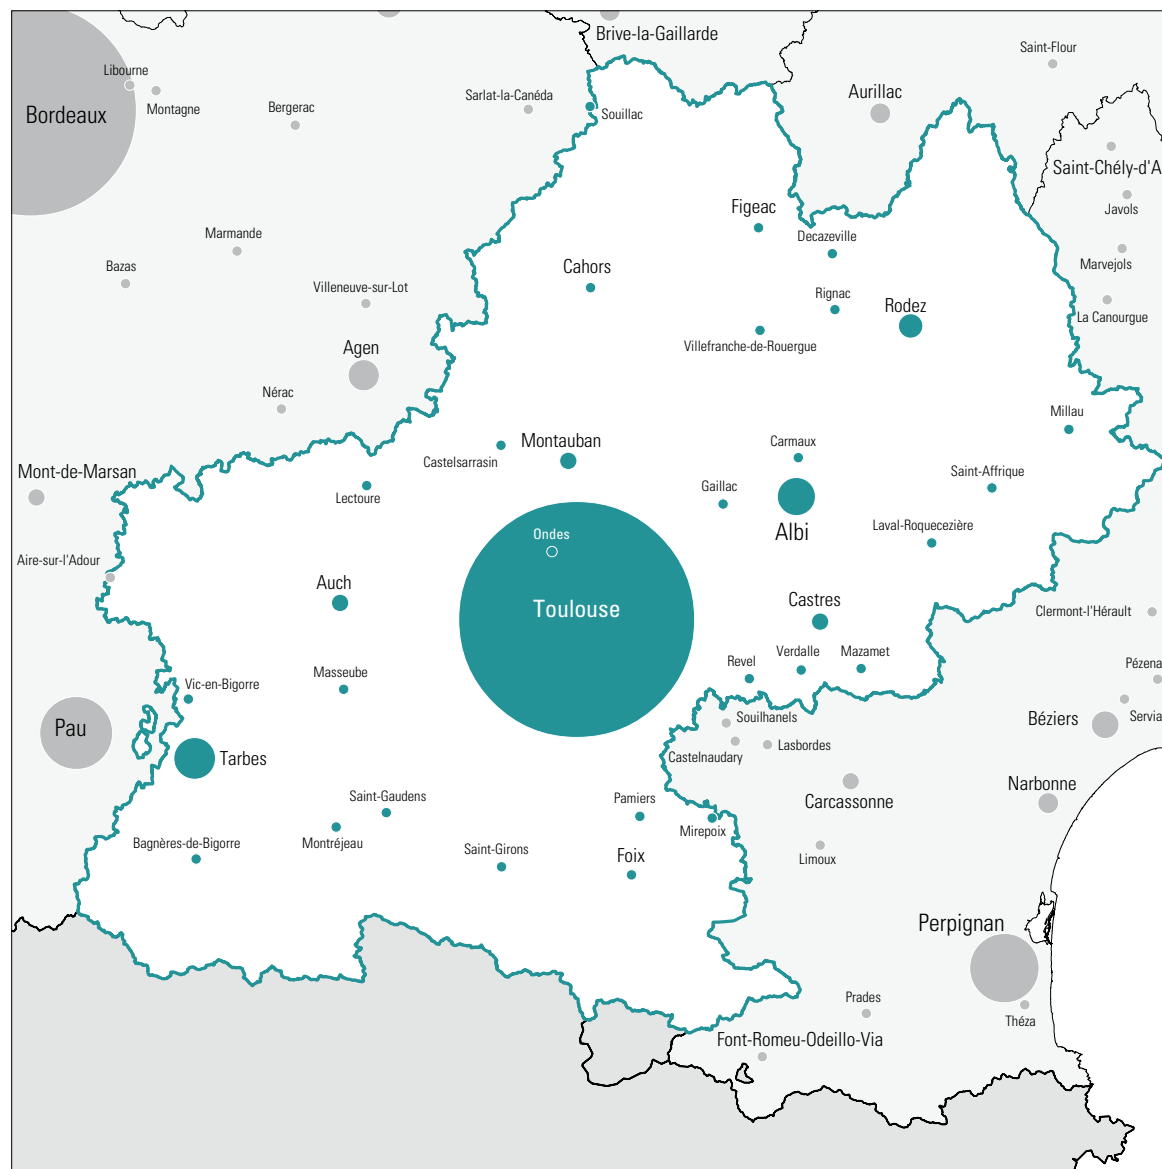 Brive-la-Gaillarde
Saint-Flour
Libourne
Bordeaux
Montagne
Bergerac
Sarlat-la-Canéda
Souillac
Aurillac
Saint-Chély-d'A
Javols
Figeac
Decazeville
Marmande
Marvejols
Bazas
Cahors
Villeneuve-sur-Lot
Rignac
Rodez
La Canourgue
Agen
Villefranche-de-Rouergue
Nérac
Millau
Montauban
Castelsarrasin
Carmaux
Mont-de-Marsan
Saint-Affrique
Lectoure
Gaillac
Albi
Laval-Roquecezière
Ondes
Aire-sur-l'Adour
Auch
Toulouse
Castres
Clermont-l'Hérault
Masseube
Revel
Verdalle
Mazamet
Pézena
Vic-en-Bigorre
Souilhanels
Béziers
Servia
Pau
Tarbes
Castelnaudary
Lasbordes
Saint-Gaudens
Pamiers
Carcassonne
Narbonne
Bagnères-de-Bigorre
Montréjeau
Saint-Girons
Mirepoix
Foix
Limoux
Perpignan
Prades
Théza
Font-Romeu-Odeillo-Via